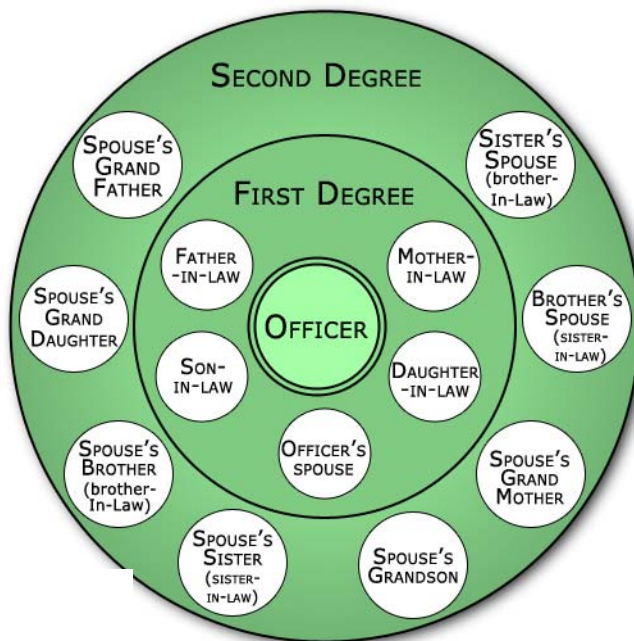 SECOND DEGREE
SPOUSE'S
GRAND
FATHER
SISTER'S
SPOUSE
(brother-
In-Law)
FIRST DEGREE
FATHER
-IN-LAW
MOTHER-
IN-LAW
SPOUSE'S
GRAND
DAUGHTER
OFFICER
BROTHER'S
SPOUSE
(SISTER-
IN-LAW)
SON-
IN-LAW
DAUGHTER
-IN-LAW
SPOUSE'S
BROTHER
(brother-
In-Law)
OFFICER'S
SPOUSE
SPOUSE'S
GRAND
MOTHER
SPOUSE'S
SISTER
(SISTER-
IN-LAW)
SPOUSE'S
GRANDSON